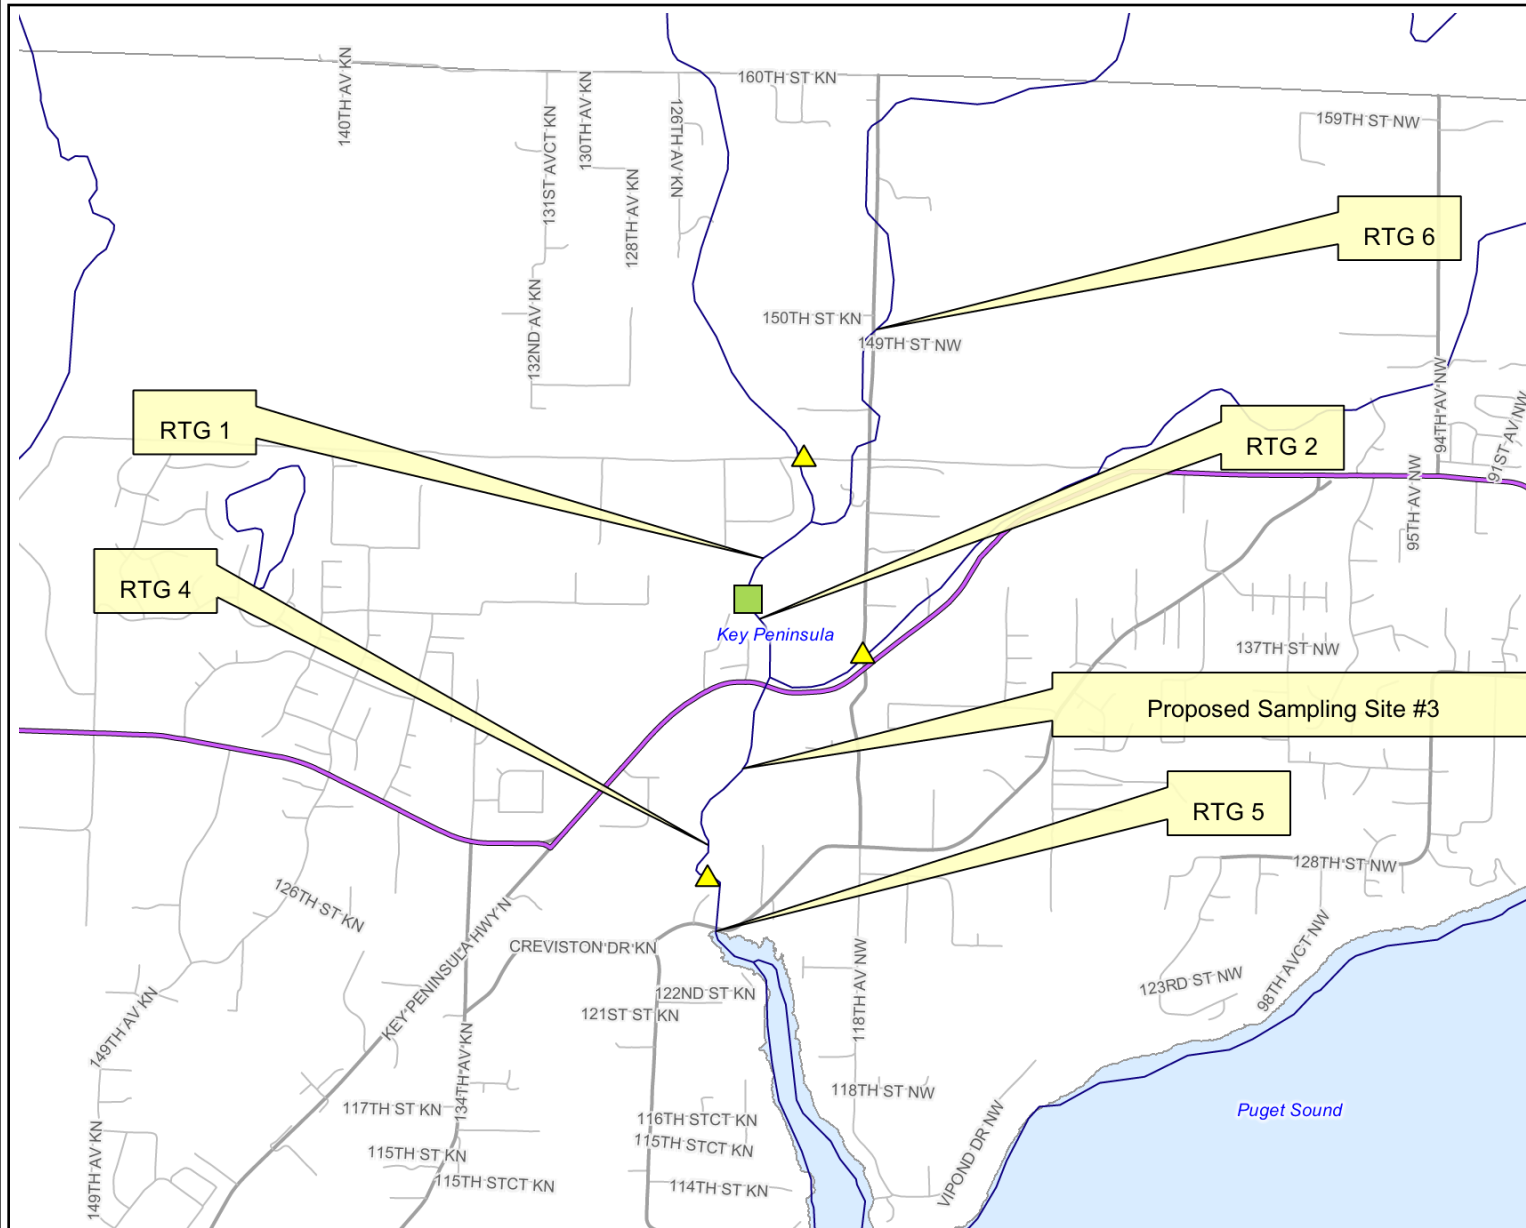 160TH ST KN
140TH AV KN
131ST AVCT KN
130TH AV KN
126TH AV KN
128TH AV KN
159TH ST NW
RTG 6
132ND AV KN
150TH ST KN
149TH ST NW
RTG 1
RTG 2
94TH AV NW
91ST AV NW
95TH AV NW
RTG 4
Key Peninsula
137TH ST NW
Proposed Sampling Site #3
RTG 5
128TH ST NW
126TH ST KN
KEY PENINSULA HWY N
CREVISTON DR KN
118TH AV NW
98TH AVCT NW
123RD ST NW
122ND ST KN
121ST ST KN
149TH AV KN
134TH AV KN
118TH ST NW
117TH ST KN
116TH STCT KN
115TH STCT KN
Puget Sound
115TH ST KN
VIPOND DR NW
149TH AV KN
115TH STCT KN
114TH ST KN